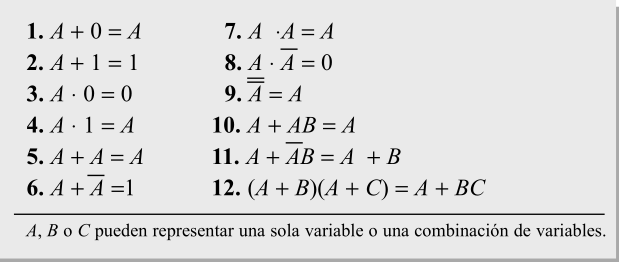 1. A + 0 = A
2. A + 1 = 1
3. A · 0 = 0
4. A · 1 = A
5. A + A = A
6. A + A̅ =1
7. A ·A = A
8. A · A̅ = 0
9. A̿ = A
10. A + AB = A
11. A + A̅B = A + B
12. (A + B)(A + C) = A + BC
A, B o C pueden representar una sola variable o una combinación de variables.